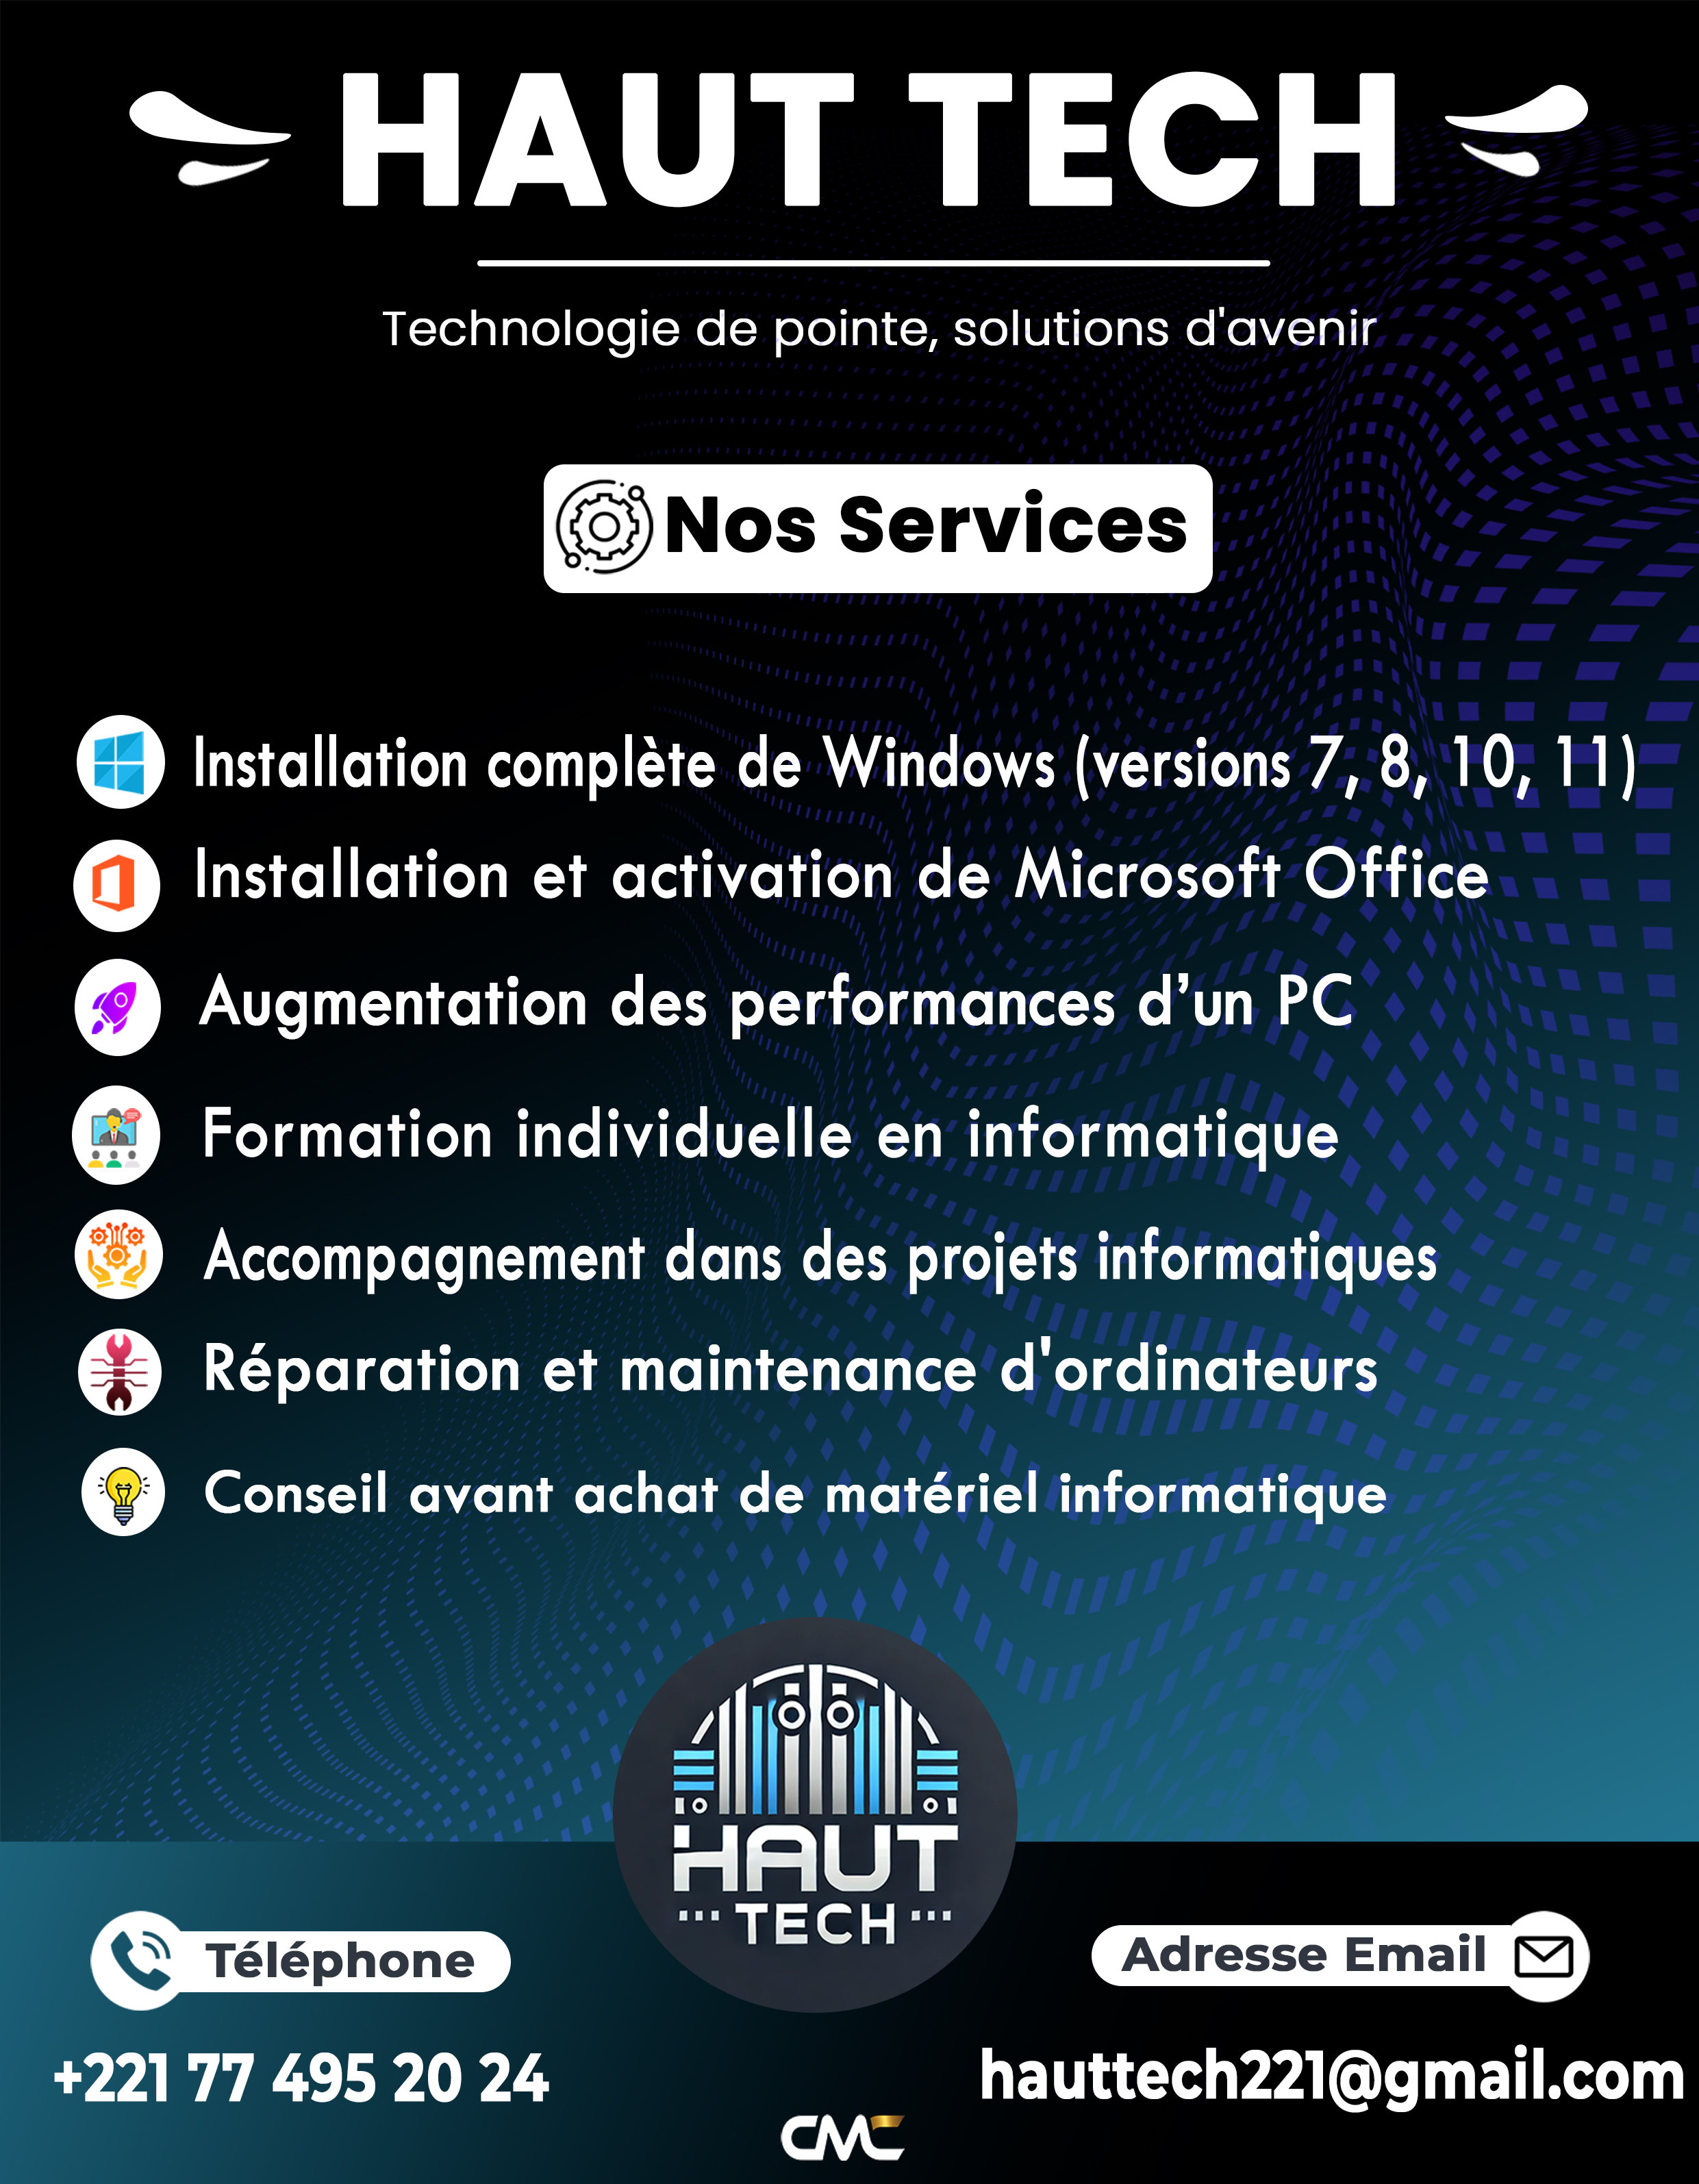 HAUT TECH
Technologie de pointe, solutions d'avenir
Nos Services
Installation complète de Windows (versions 7, 8, 10, 11)
Installation et activation de Microsoft Office
Augmentation des performances d’un PC
Formation individuelle en informatique
Accompagnement dans des projets informatiques
Réparation et maintenance d'ordinateurs
Conseil avant achat de matériel informatique
HAUT
TECH
Téléphone
Adresse Email
+221 77 495 20 24
hauttech221@gmail.com
CMC